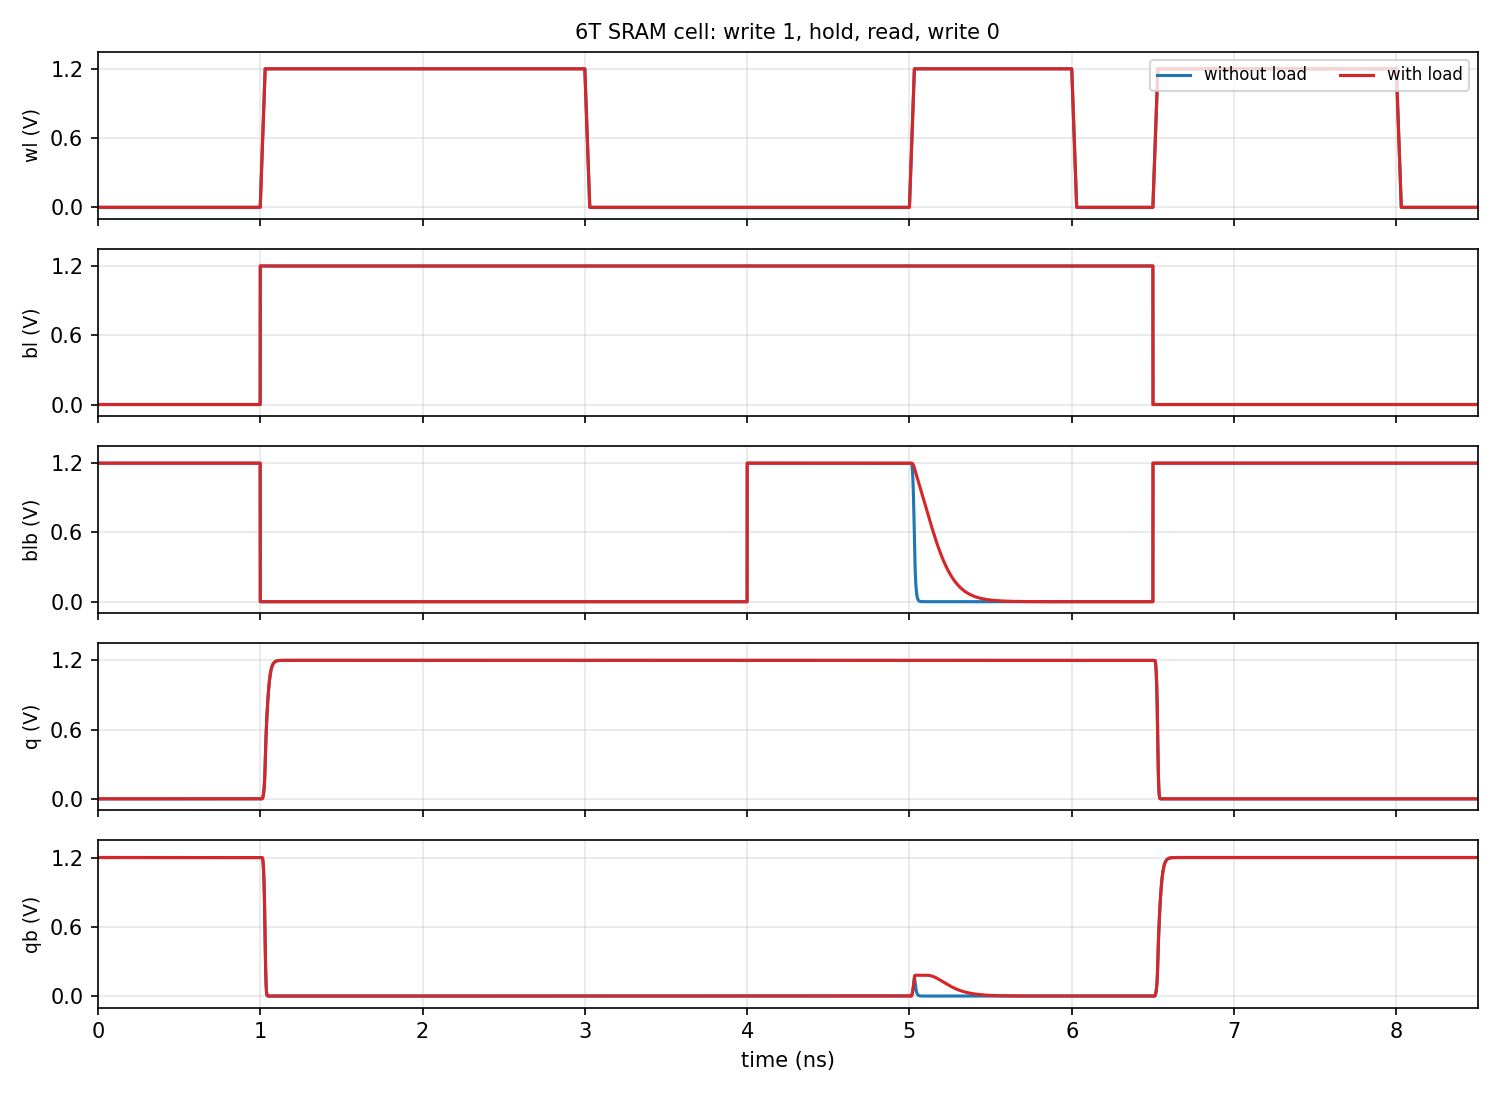 6T SRAM cell: write 1, hold, read, write 0
without load with load
wl (V)
1.2
0.6
0.0
bl (V)
1.2
0.6
0.0
blb (V)
1.2
0.6
0.0
q (V)
1.2
0.6
0.0
qb (V)
1.2
0.6
0.0
0 1 2 3 4 5 6 7 8
time (ns)